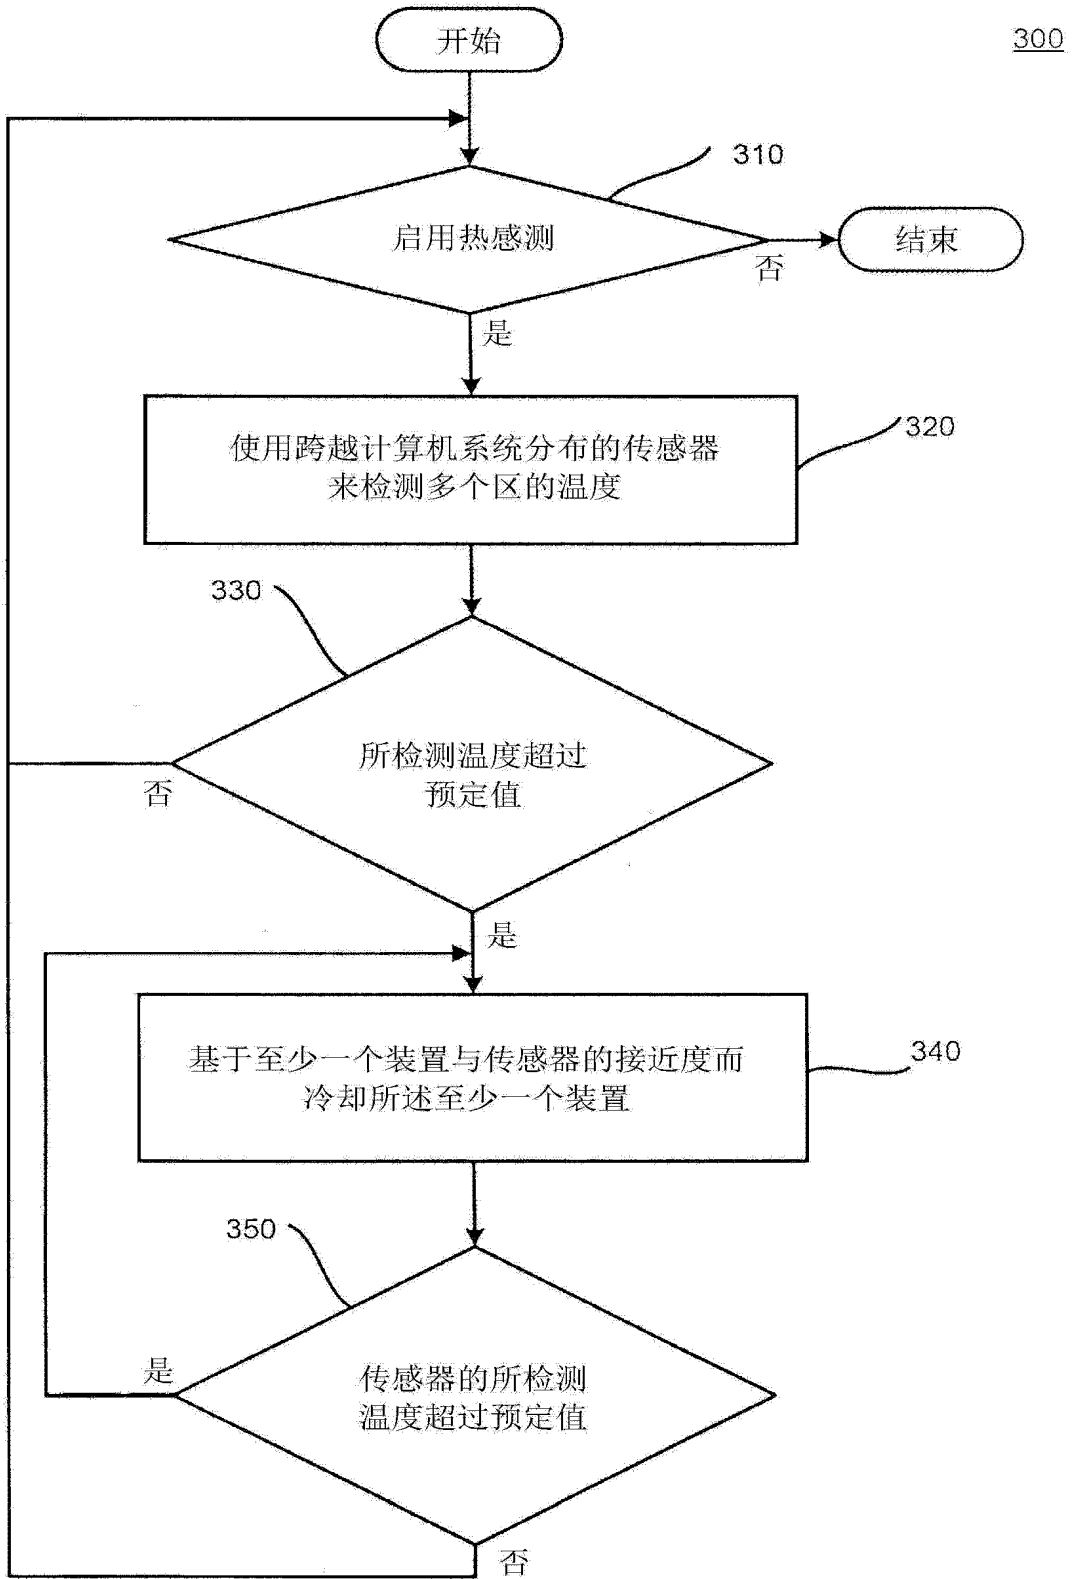 开始
300
310
启用热感测
结束
否
是
320
使用跨越计算机系统分布的传感器
来检测多个区的温度
330
所检测温度超过
预定值
否
是
基于至少一个装置与传感器的接近度而
冷却所述至少一个装置
340
350
是
传感器的所检测
温度超过预定值
否